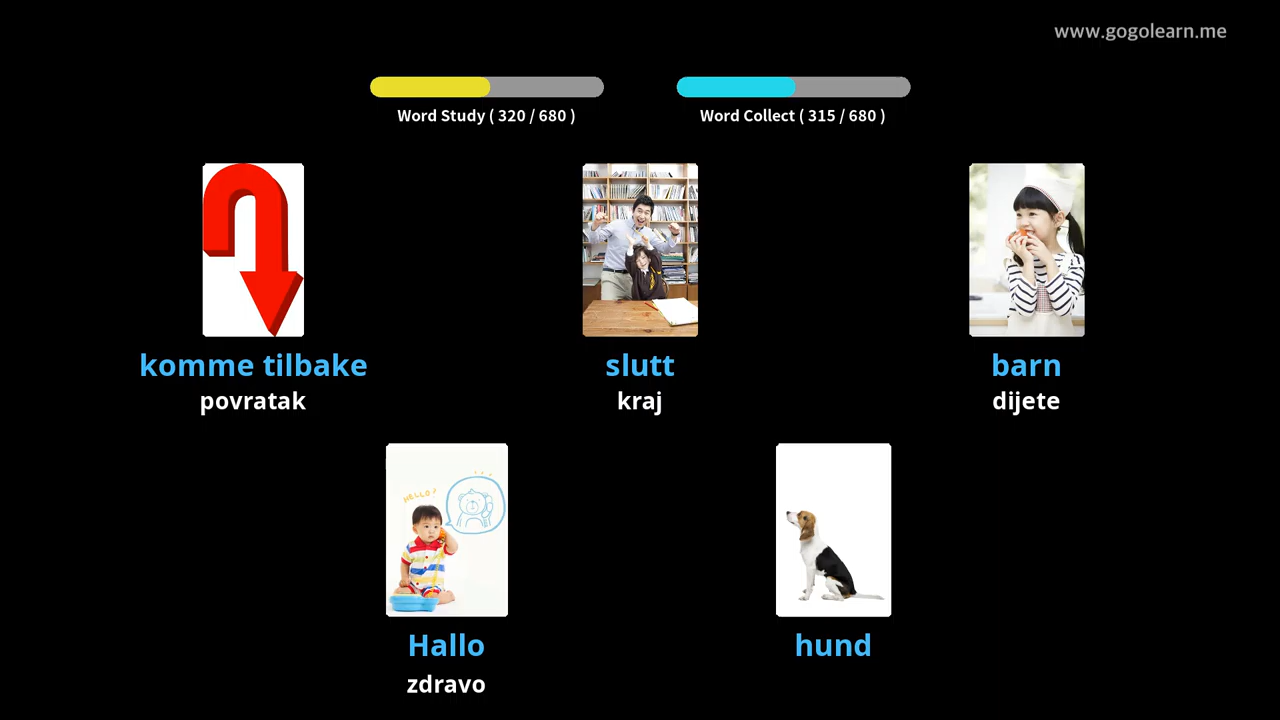 www.gogolearn.me
Word Study ( 320 / 680 )
Word Collect ( 315 / 680 )
komme tilbake
povratak
slutt
kraj
barn
dijete
HELLO!
Hallo
zdravo
hund